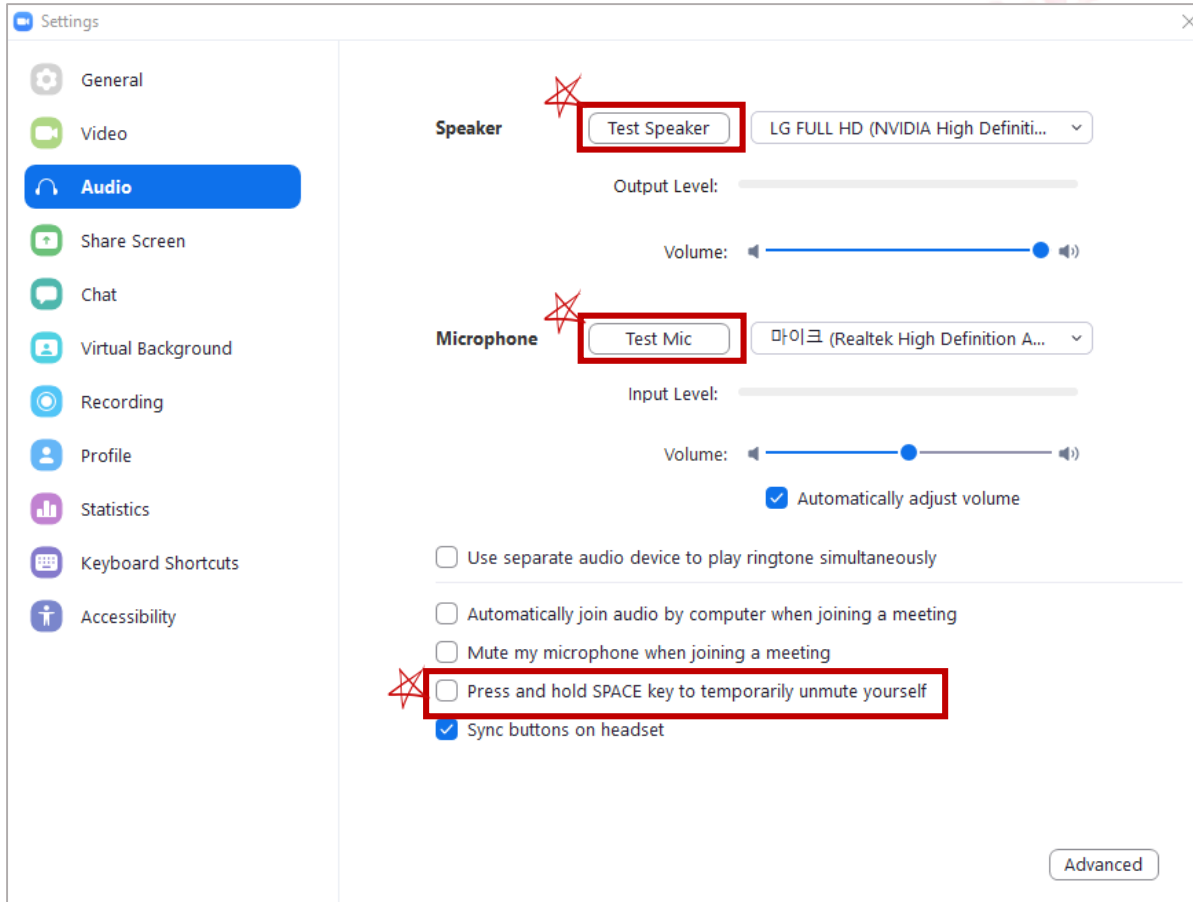 Settings
General
Video
Audio
Share Screen
Chat
Virtual Background
Recording
Profile
Statistics
Keyboard Shortcuts
Accessibility
Speaker Test Speaker LG FULL HD (NVIDIA High Definiti...
Output Level:
Volume:
Microphone Test Mic 마이크 (Realtek High Definition A...
Input Level:
Volume:
Automatically adjust volume
Use separate audio device to play ringtone simultaneously
Automatically join audio by computer when joining a meeting
Mute my microphone when joining a meeting
Press and hold SPACE key to temporarily unmute yourself
Sync buttons on headset
Advanced